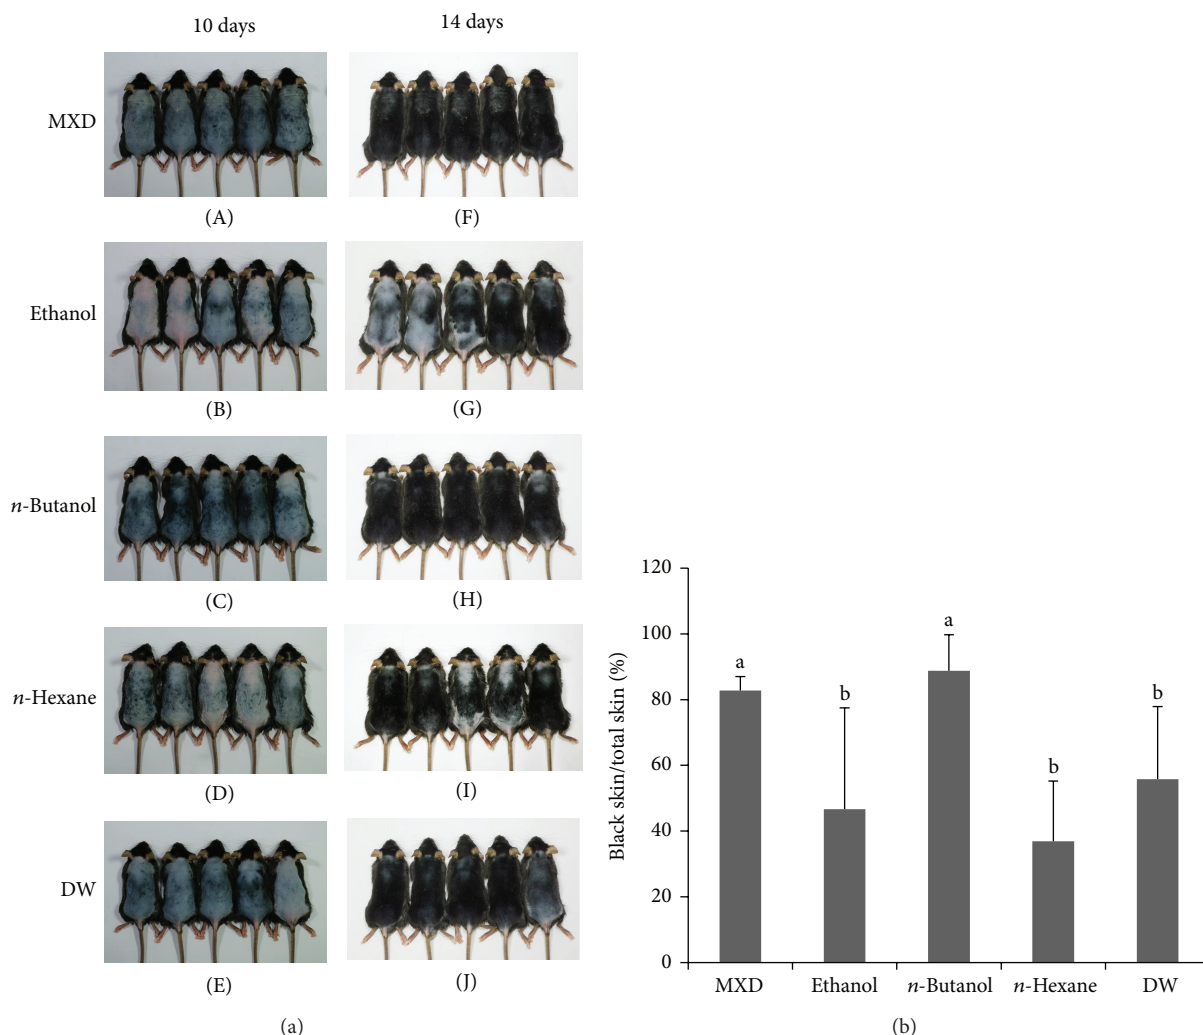 10 days
14 days
MXD
(A)
(F)
Ethanol
(B)
(G)
n-Butanol
(C)
(H)
n-Hexane
(D)
(I)
DW
(E)
(J)
(a)
Black skin/total skin (%)
120
100
80
60
40
20
0
a
b
a
b
b
MXD
Ethanol
n-Butanol
n-Hexane
DW
(b)